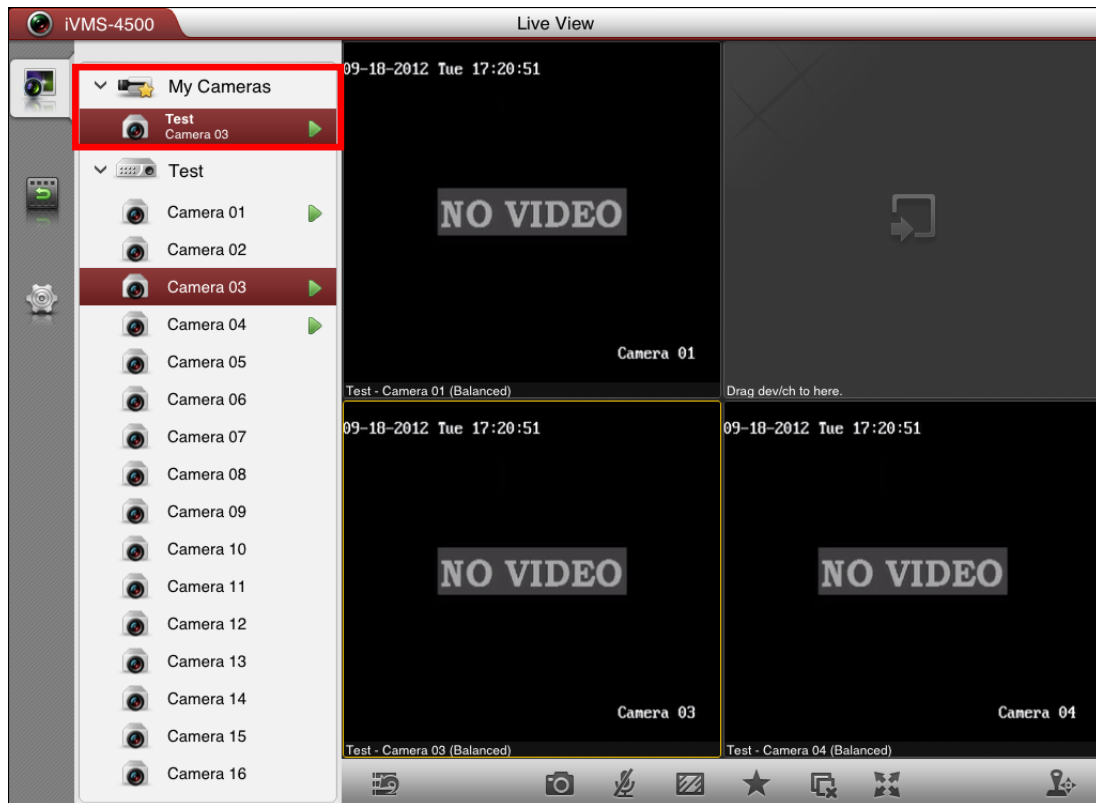 iVMS-4500
Live View
My Cameras
Test
Camera 03
Test
Camera 01
Camera 02
Camera 03
Camera 04
Camera 05
Camera 06
Camera 07
Camera 08
Camera 09
Camera 10
Camera 11
Camera 12
Camera 13
Camera 14
Camera 15
Camera 16
09-18-2012 Tue 17:20:51
NO VIDEO
Camera 01
Test - Camera 01 (Balanced)
Drag dev/ch to here.
09-18-2012 Tue 17:20:51
NO VIDEO
Camera 03
Test - Camera 03 (Balanced)
09-18-2012 Tue 17:20:51
NO VIDEO
Camera 04
Test - Camera 04 (Balanced)